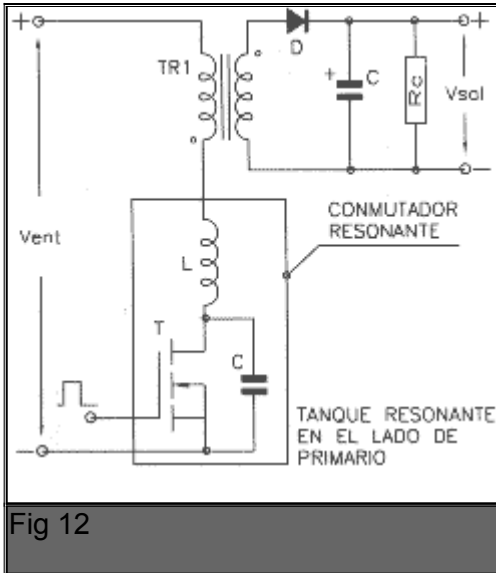 +
+
TR1
D
+
C
Rc
Vsal
-
CONMUTADOR
RESONANTE
Vent
L
T
C
TANQUE RESONANTE
EN EL LADO DE
PRIMARIO
-
Fig 12